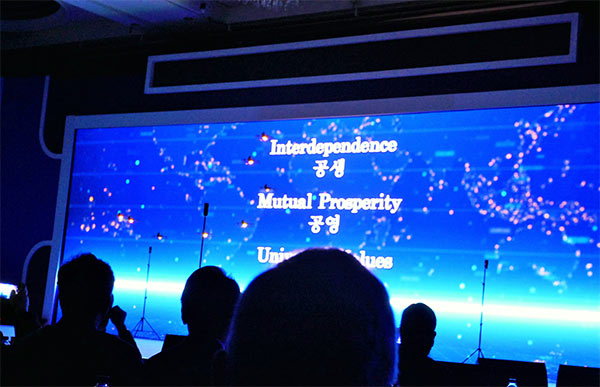 Interdependence
공생
Mutual Prosperity
공영